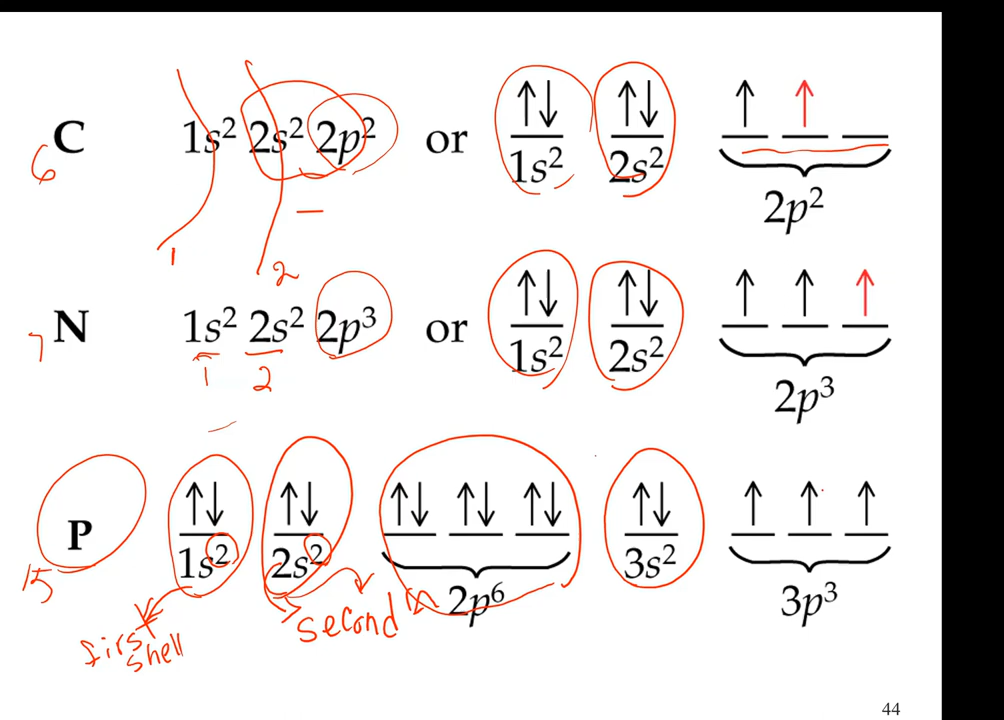 6 C 1s² 2s² 2p² or ↑↓ 1s² ↑↓ 2s² ↑ ↑ 2p²
1 2
7 N 1s² 2s² 2p³ or ↑↓ 1s² ↑↓ 2s² ↑ ↑ ↑ 2p³
1 2
15 P ↑↓ 1s² ↑↓ 2s² ↑↓ ↑↓ ↑↓ 2p⁶ ↑↓ 3s² ↑ ↑ ↑ 3p³
first shell
second
44